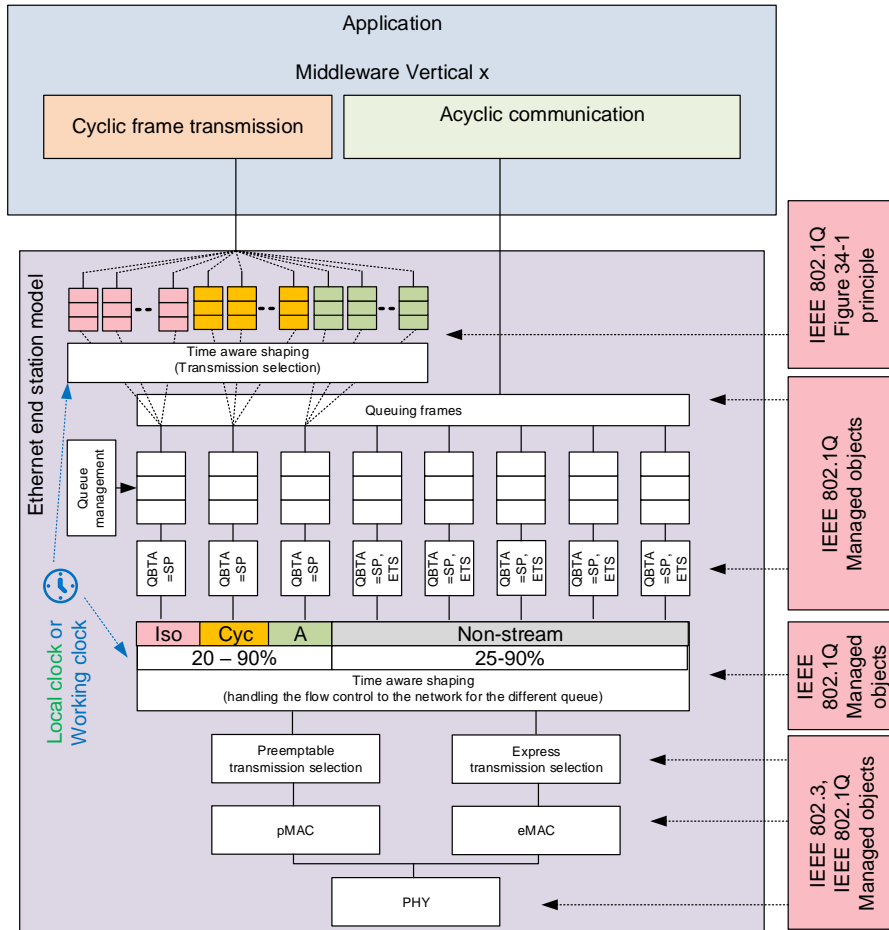 Application
Middleware Vertical x
Cyclic frame transmission
Acyclic communication
Ethernet end station model
Time aware shaping
(Transmission selection)
Queuing frames
Queue
management
QBTA
=SP
QBTA
=SP
QBTA
=SP
QBTA
=SP,
ETS
QBTA
=SP,
ETS
QBTA
=SP,
ETS
QBTA
=SP,
ETS
QBTA
=SP,
ETS
Local clock or
Working clock
Iso
Cyc
A
Non-stream
20 – 90%
25-90%
Time aware shaping
(handling the flow control to the network for the different queue)
Preemptable
transmission selection
Express
transmission selection
pMAC
eMAC
PHY
IEEE 802.1Q
Figure 34-1
principle
IEEE 802.1Q
Managed objects
IEEE
802.1Q
Managed
objects
IEEE 802.3,
IEEE 802.1Q
Managed objects